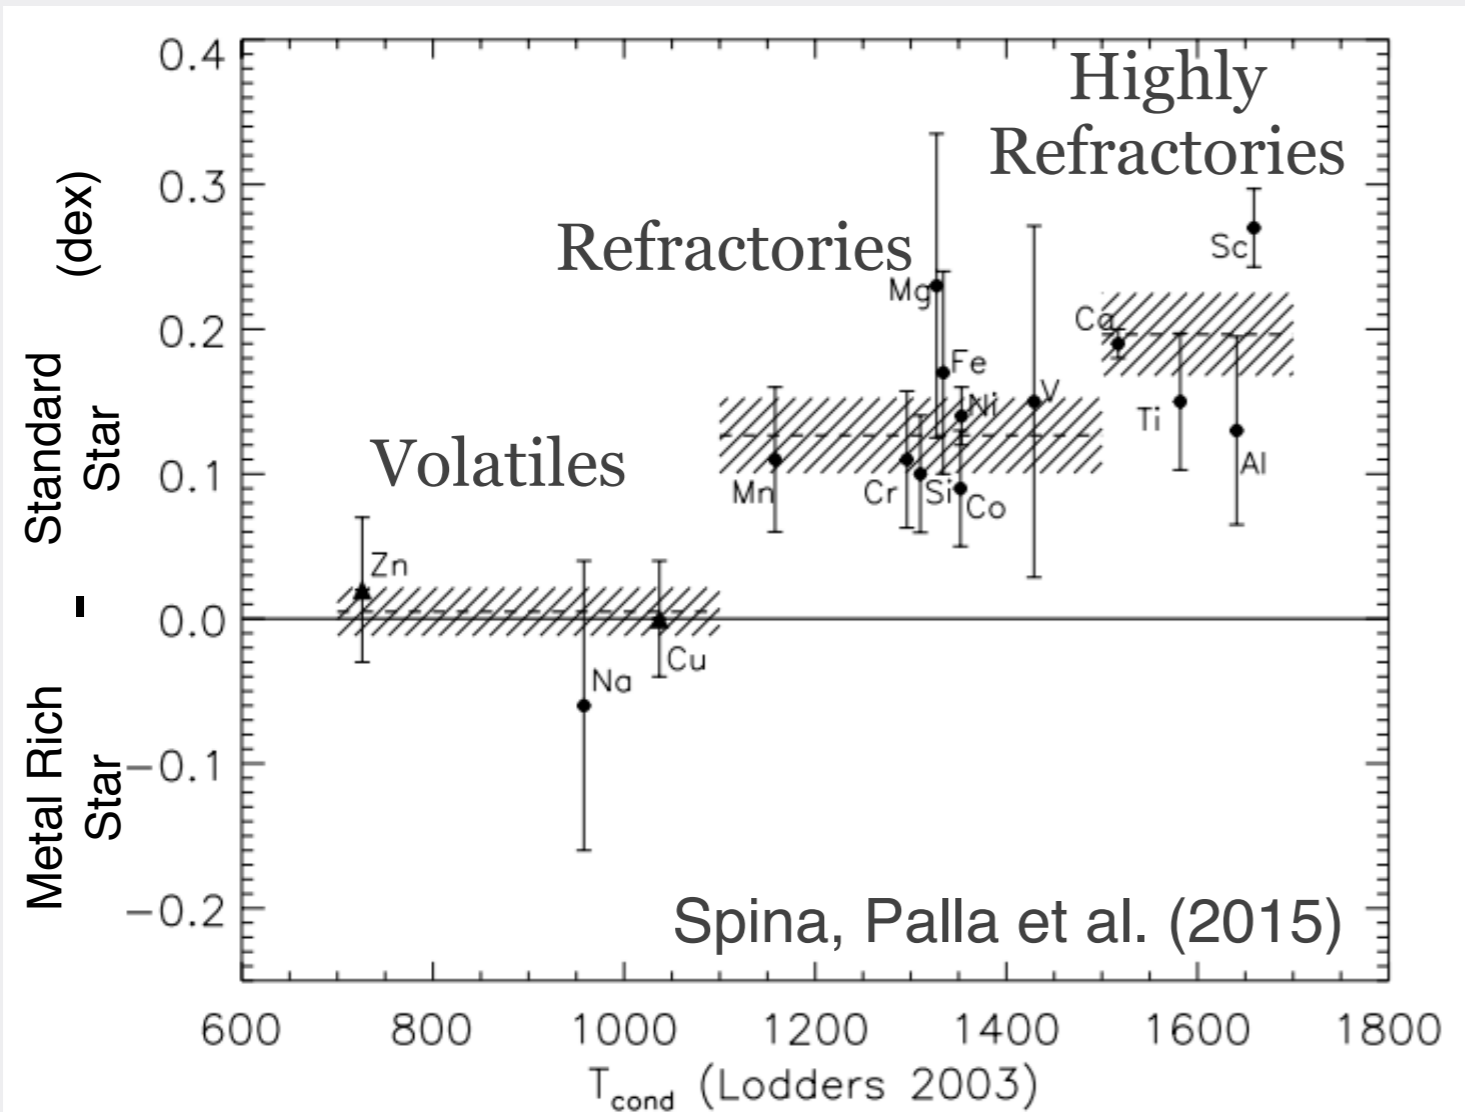 0.4
0.3
0.2
0.1
0.0
−0.1
−0.2
600 800 1000 1200 1400 1600 1800
T_cond (Lodders 2003)
Metal Rich
Star
-
Standard
Star
(dex)
Volatiles
Refractories
Highly
Refractories
Zn
Na
Cu
Mn
Cr
Si
Mg
Fe
Ni
Co
V
Ca
Ti
Al
Sc
Spina, Palla et al. (2015)